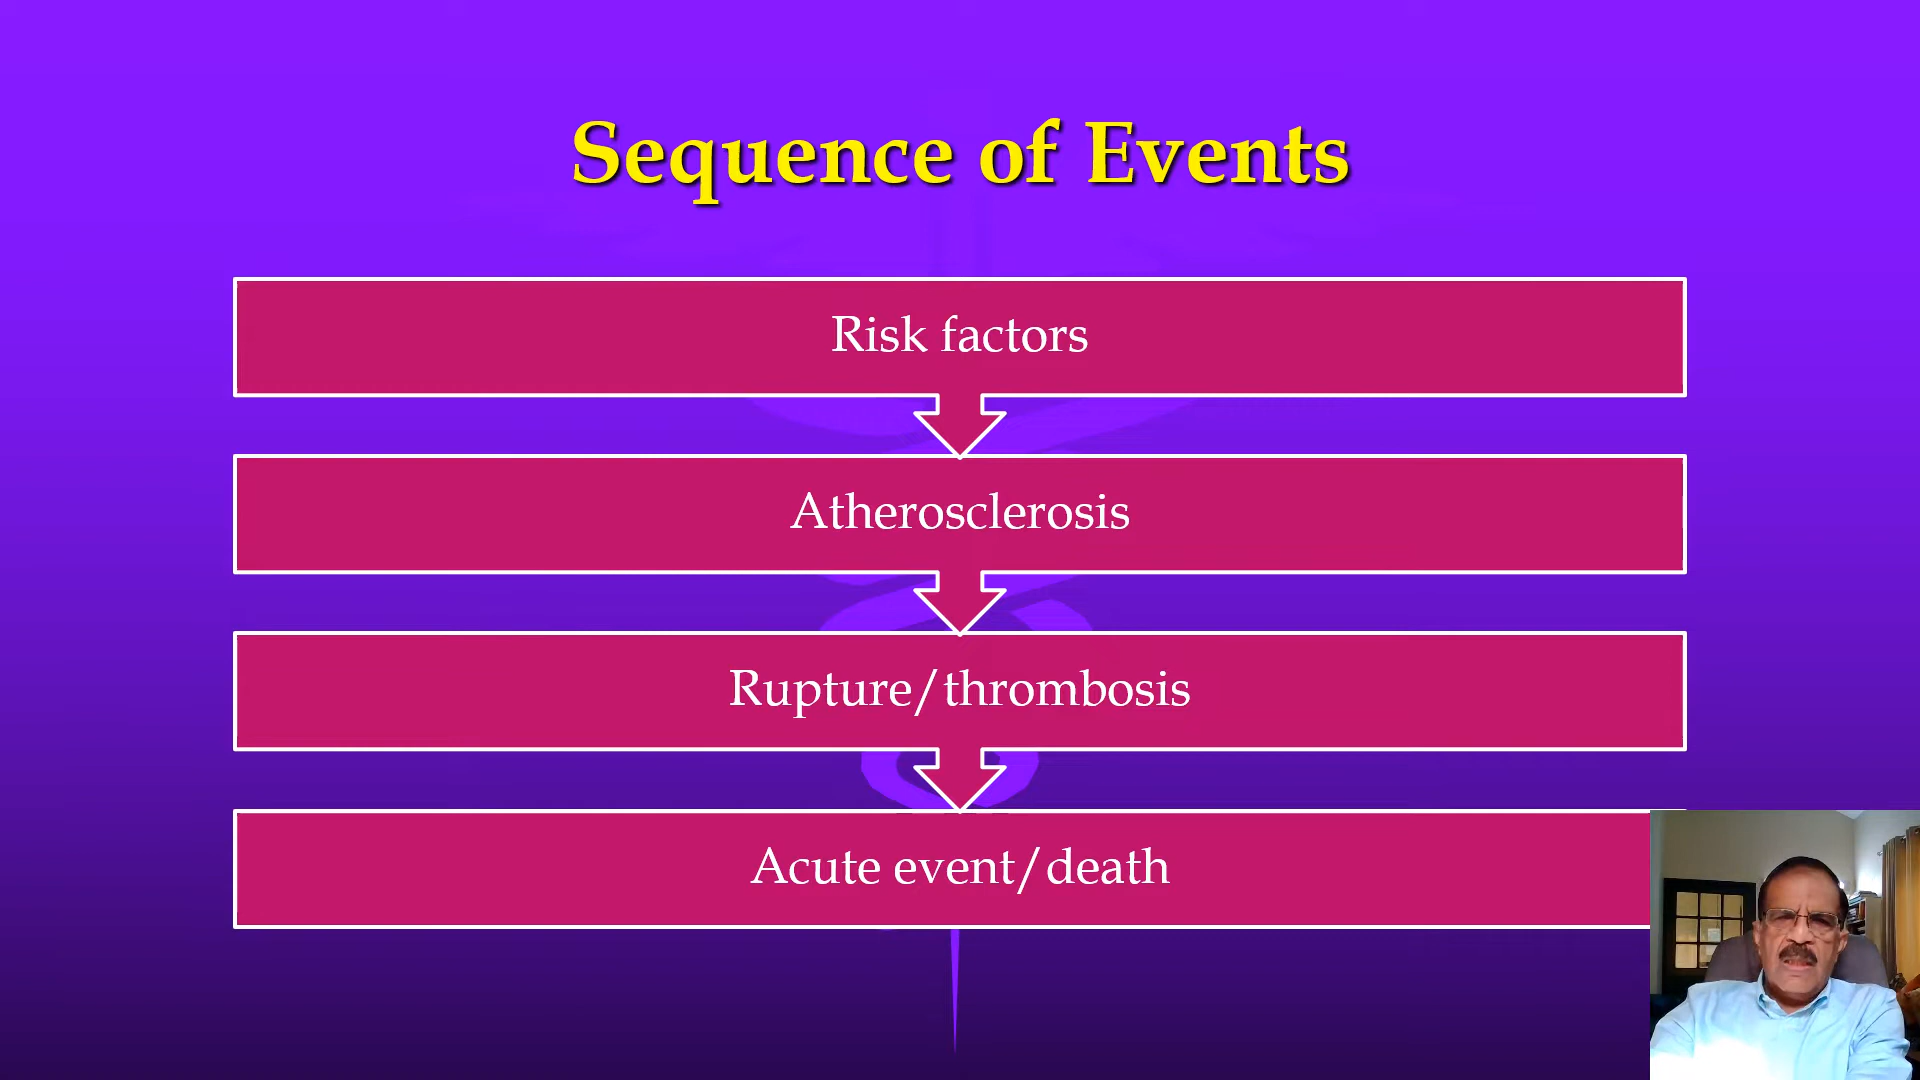 Sequence of Events
Risk factors
Atherosclerosis
Rupture/thrombosis
Acute event/death